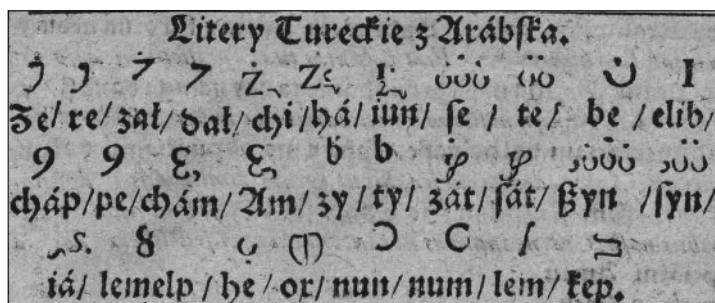 Litery Tureckie z Arábſka.
Ze/ re/ zał/ dał/ chi/há/ iun/ ſe / te/ be / elib/
cháp/pe/chám/ Am/ zy/ ty/ zát/ ſát/ ßyn /ſyn/
iá/ lemelp / he / or/ nun/ num/ lem/ kep.